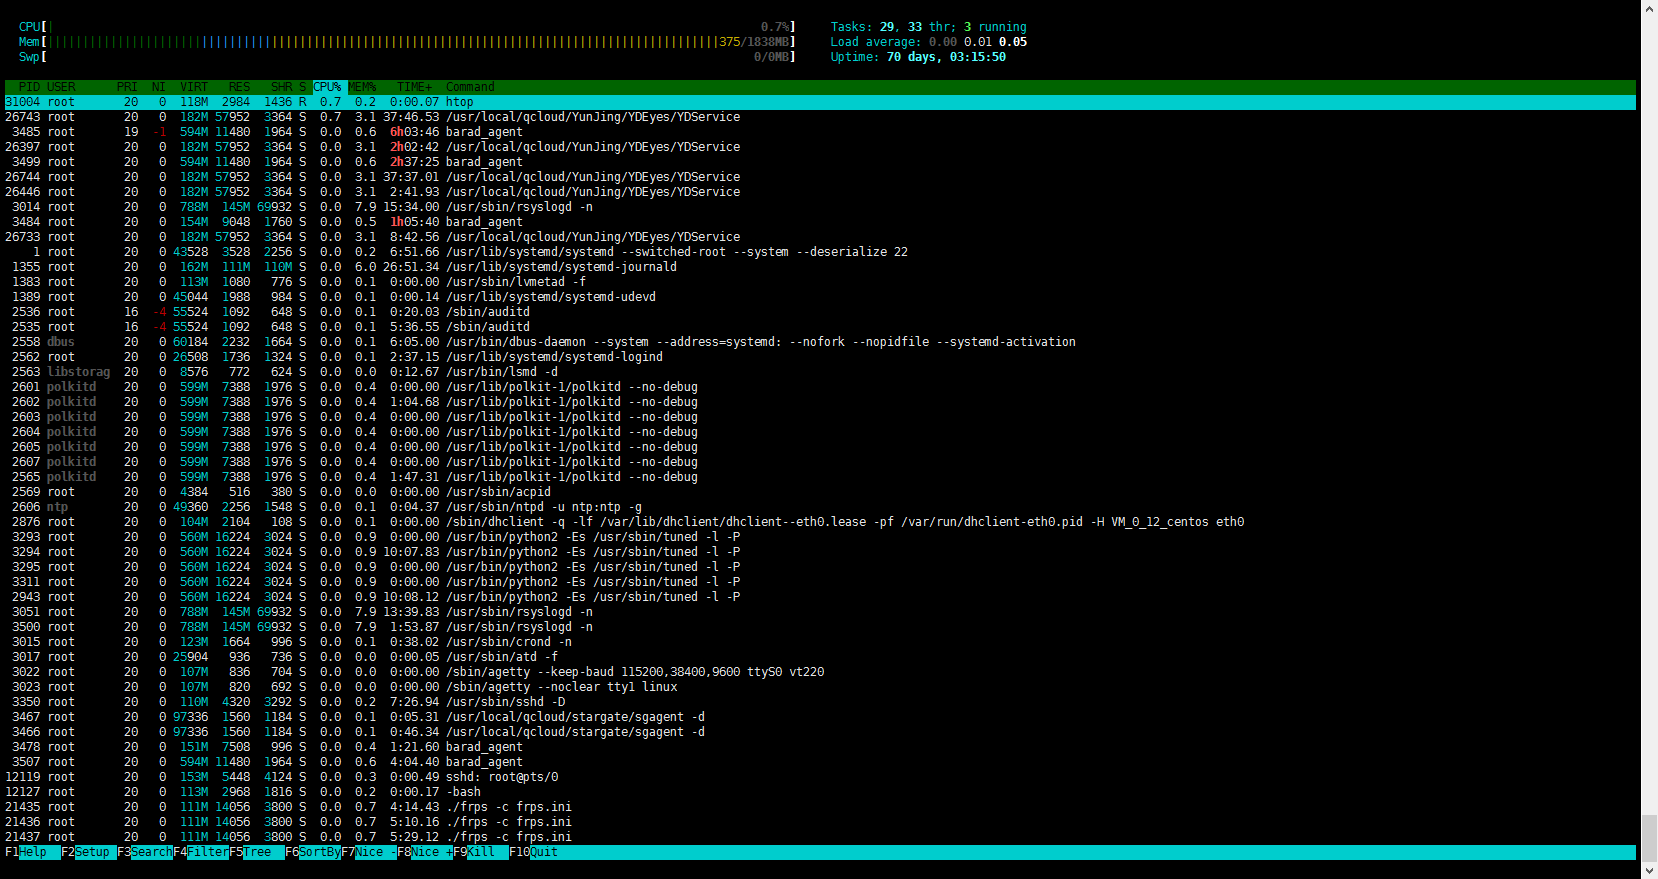 CPU[| 0.7%] Tasks: 29, 33 thr; 3 running
Mem[||||||||||||||||||||||||||||||||||||||||||||||||||||||||||||||||||||||||||||||||||||||||||||||||375/1838MB] Load average: 0.00 0.01 0.05
Swp[ 0/0MB] Uptime: 70 days, 03:15:50
PID USER PRI NI VIRT RES SHR S CPU% MEM% TIME+ Command
31004 root 20 0 118M 2984 1436 R 0.7 0.2 0:00.07 htop
26743 root 20 0 182M 57952 3364 S 0.7 3.1 37:46.53 /usr/local/qcloud/YunJing/YDEyes/YDService
3485 root 19 -1 594M 11480 1964 S 0.0 0.6 6h03:46 barad_agent
26397 root 20 0 182M 57952 3364 S 0.0 3.1 2h02:42 /usr/local/qcloud/YunJing/YDEyes/YDService
3499 root 20 0 594M 11480 1964 S 0.0 0.6 2h37:25 barad_agent
26744 root 20 0 182M 57952 3364 S 0.0 3.1 37:37.01 /usr/local/qcloud/YunJing/YDEyes/YDService
26446 root 20 0 182M 57952 3364 S 0.0 3.1 2:41.93 /usr/local/qcloud/YunJing/YDEyes/YDService
3014 root 20 0 788M 145M 69932 S 0.0 7.9 15:34.00 /usr/sbin/rsyslogd -n
3484 root 20 0 154M 9048 1760 S 0.0 0.5 1h05:40 barad_agent
26733 root 20 0 182M 57952 3364 S 0.0 3.1 8:42.56 /usr/local/qcloud/YunJing/YDEyes/YDService
1 root 20 0 43528 3528 2256 S 0.0 0.2 6:51.66 /usr/lib/systemd/systemd --switched-root --system --deserialize 22
1355 root 20 0 162M 111M 110M S 0.0 6.0 26:51.34 /usr/lib/systemd/systemd-journald
1383 root 20 0 113M 1080 776 S 0.0 0.1 0:00.00 /usr/sbin/lvmetad -f
1389 root 20 0 45044 1988 984 S 0.0 0.1 0:00.14 /usr/lib/systemd/systemd-udevd
2536 root 16 -4 55524 1092 648 S 0.0 0.1 0:20.03 /sbin/auditd
2535 root 16 -4 55524 1092 648 S 0.0 0.1 5:36.55 /sbin/auditd
2558 dbus 20 0 60184 2232 1664 S 0.0 0.1 6:05.00 /usr/bin/dbus-daemon --system --address=systemd: --nofork --nopidfile --systemd-activation
2562 root 20 0 26508 1736 1324 S 0.0 0.1 2:37.15 /usr/lib/systemd/systemd-logind
2563 libstorag 20 0 8576 772 624 S 0.0 0.0 0:12.67 /usr/bin/lsmd -d
2601 polkitd 20 0 599M 7388 1976 S 0.0 0.4 0:00.00 /usr/lib/polkit-1/polkitd --no-debug
2602 polkitd 20 0 599M 7388 1976 S 0.0 0.4 1:04.68 /usr/lib/polkit-1/polkitd --no-debug
2603 polkitd 20 0 599M 7388 1976 S 0.0 0.4 0:00.00 /usr/lib/polkit-1/polkitd --no-debug
2604 polkitd 20 0 599M 7388 1976 S 0.0 0.4 0:00.00 /usr/lib/polkit-1/polkitd --no-debug
2605 polkitd 20 0 599M 7388 1976 S 0.0 0.4 0:00.00 /usr/lib/polkit-1/polkitd --no-debug
2607 polkitd 20 0 599M 7388 1976 S 0.0 0.4 0:00.00 /usr/lib/polkit-1/polkitd --no-debug
2565 polkitd 20 0 599M 7388 1976 S 0.0 0.4 1:47.31 /usr/lib/polkit-1/polkitd --no-debug
2569 root 20 0 4384 516 380 S 0.0 0.0 0:00.00 /usr/sbin/acpid
2606 ntp 20 0 49360 2256 1548 S 0.0 0.1 0:04.37 /usr/sbin/ntpd -u ntp:ntp -g
2876 root 20 0 104M 2104 108 S 0.0 0.1 0:00.00 /sbin/dhclient -q -lf /var/lib/dhclient/dhclient--eth0.lease -pf /var/run/dhclient-eth0.pid -H VM_0_12_centos eth0
3293 root 20 0 560M 16224 3024 S 0.0 0.9 0:00.00 /usr/bin/python2 -Es /usr/sbin/tuned -l -P
3294 root 20 0 560M 16224 3024 S 0.0 0.9 10:07.83 /usr/bin/python2 -Es /usr/sbin/tuned -l -P
3295 root 20 0 560M 16224 3024 S 0.0 0.9 0:00.00 /usr/bin/python2 -Es /usr/sbin/tuned -l -P
3311 root 20 0 560M 16224 3024 S 0.0 0.9 0:00.00 /usr/bin/python2 -Es /usr/sbin/tuned -l -P
2943 root 20 0 560M 16224 3024 S 0.0 0.9 10:08.12 /usr/bin/python2 -Es /usr/sbin/tuned -l -P
3051 root 20 0 788M 145M 69932 S 0.0 7.9 13:39.83 /usr/sbin/rsyslogd -n
3500 root 20 0 788M 145M 69932 S 0.0 7.9 1:53.87 /usr/sbin/rsyslogd -n
3015 root 20 0 123M 1664 996 S 0.0 0.1 0:38.02 /usr/sbin/crond -n
3017 root 20 0 25904 936 736 S 0.0 0.0 0:00.05 /usr/sbin/atd -f
3022 root 20 0 107M 836 704 S 0.0 0.0 0:00.00 /sbin/agetty --keep-baud 115200,38400,9600 ttyS0 vt220
3023 root 20 0 107M 820 692 S 0.0 0.0 0:00.00 /sbin/agetty --noclear tty1 linux
3350 root 20 0 110M 4320 3292 S 0.0 0.2 7:26.94 /usr/sbin/sshd -D
3467 root 20 0 97336 1560 1184 S 0.0 0.1 0:05.31 /usr/local/qcloud/stargate/sgagent -d
3466 root 20 0 97336 1560 1184 S 0.0 0.1 0:46.34 /usr/local/qcloud/stargate/sgagent -d
3478 root 20 0 151M 7508 996 S 0.0 0.4 1:21.60 barad_agent
3507 root 20 0 594M 11480 1964 S 0.0 0.6 4:04.40 barad_agent
12119 root 20 0 153M 5448 4124 S 0.0 0.3 0:00.49 sshd: root@pts/0
12127 root 20 0 113M 2968 1816 S 0.0 0.2 0:00.17 -bash
21435 root 20 0 111M 14056 3800 S 0.0 0.7 4:14.43 ./frps -c frps.ini
21436 root 20 0 111M 14056 3800 S 0.0 0.7 5:10.16 ./frps -c frps.ini
21437 root 20 0 111M 14056 3800 S 0.0 0.7 5:29.12 ./frps -c frps.ini
F1Help F2Setup F3SearchF4FilterF5Tree F6SortByF7Nice -F8Nice +F9Kill F10Quit